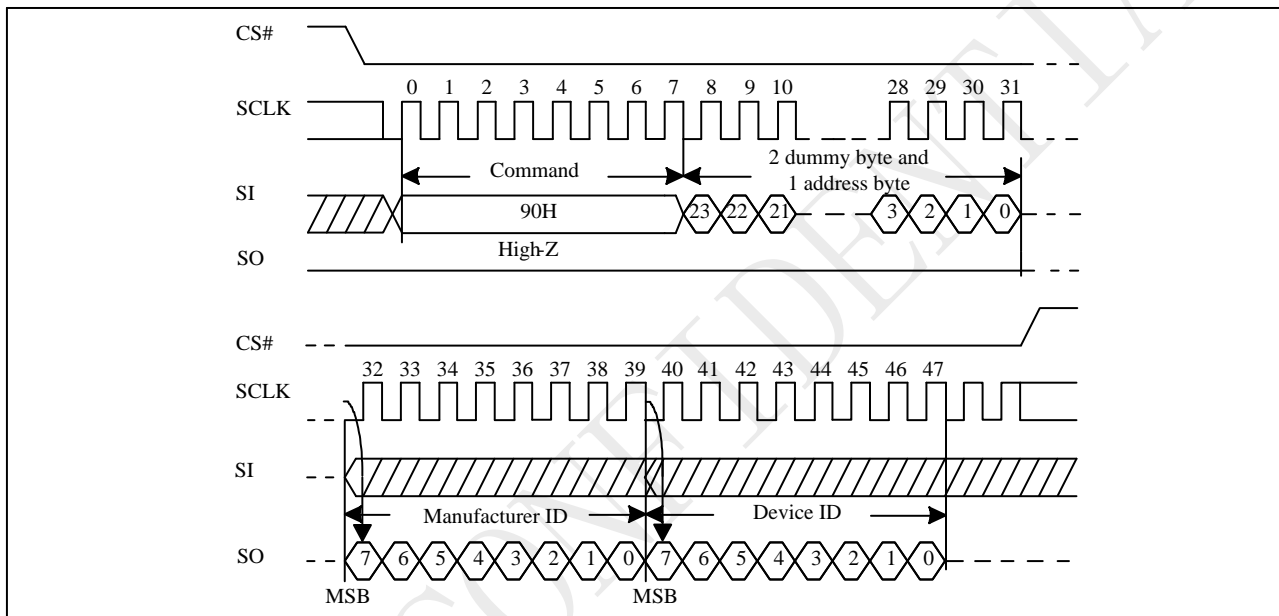 CS#
0 1 2 3 4 5 6 7 8 9 10 28 29 30 31
SCLK
Command
2 dummy byte and
1 address byte
SI
90H
23 22 21 3 2 1 0
High-Z
SO
CS#
32 33 34 35 36 37 38 39 40 41 42 43 44 45 46 47
SCLK
SI
Manufacturer ID
Device ID
SO
7 6 5 4 3 2 1 0 7 6 5 4 3 2 1 0
MSB MSB
CONFIDENTIA